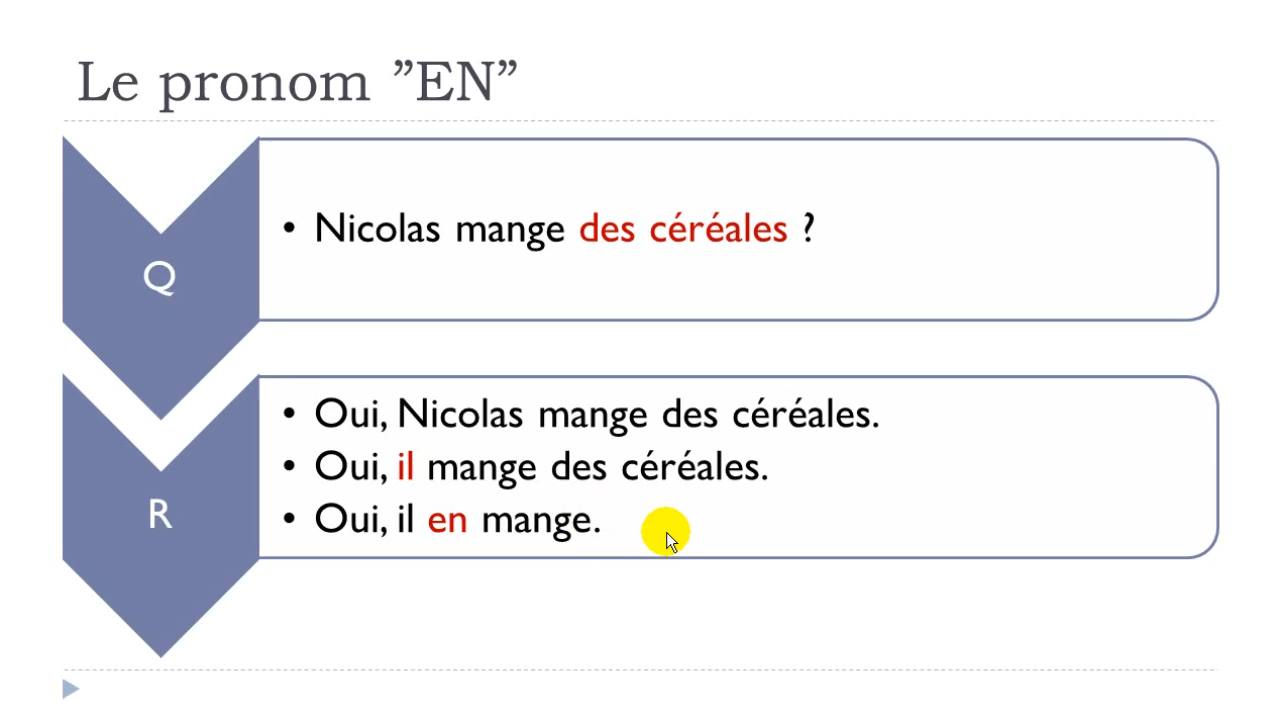 Le pronom ”EN”
Q
• Nicolas mange des céréales ?
R
• Oui, Nicolas mange des céréales.
• Oui, il mange des céréales.
• Oui, il en mange.